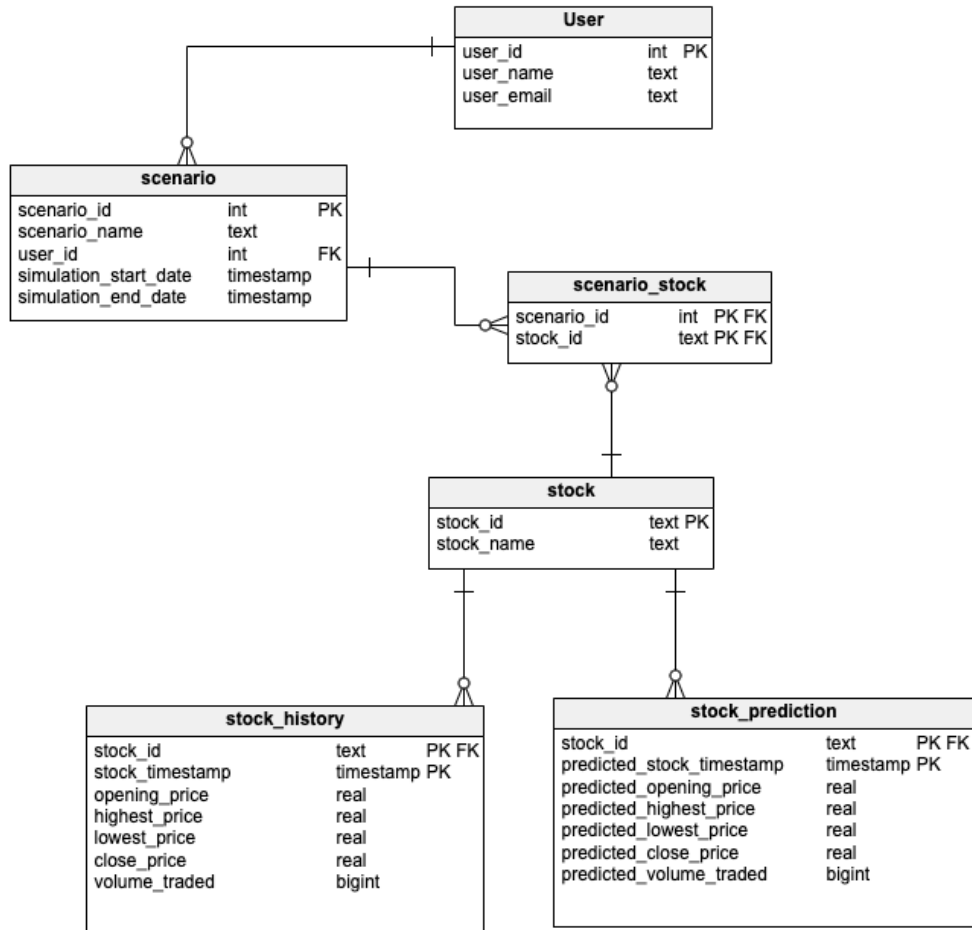 User
user_id int PK
user_name text
user_email text
scenario
scenario_id int PK
scenario_name text
user_id int FK
simulation_start_date timestamp
simulation_end_date timestamp
scenario_stock
scenario_id int PK FK
stock_id text PK FK
stock
stock_id text PK
stock_name text
stock_history
stock_id text PK FK
stock_timestamp timestamp PK
opening_price real
highest_price real
lowest_price real
close_price real
volume_traded bigint
stock_prediction
stock_id text PK FK
predicted_stock_timestamp timestamp PK
predicted_opening_price real
predicted_highest_price real
predicted_lowest_price real
predicted_close_price real
predicted_volume_traded bigint